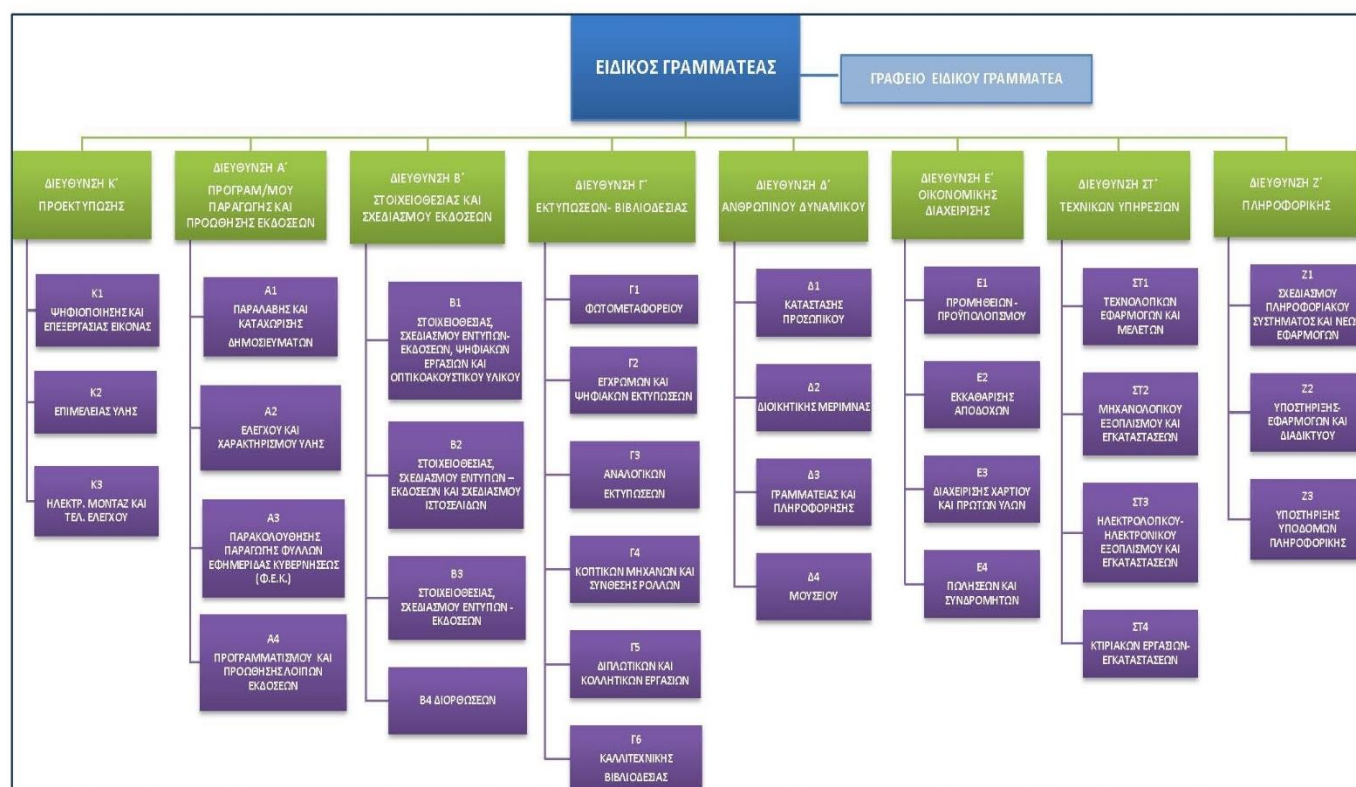 ΕΙΔΙΚΟΣ ΓΡΑΜΜΑΤΕΑΣ
ΓΡΑΦΕΙΟ ΕΙΔΙΚΟΥ ΓΡΑΜΜΑΤΕΑ
ΔΙΕΥΘΥΝΣΗ Κ΄
ΠΡΟΕΚΤΥΠΩΣΗΣ
Κ1
ΨΗΦΙΟΠΟΙΗΣΗΣ ΚΑΙ
ΕΠΕΞΕΡΓΑΣΙΑΣ ΕΙΚΟΝΑΣ
Κ2
ΕΠΙΜΕΛΕΙΑΣ ΥΛΗΣ
Κ3
ΗΛΕΚΤΡ. ΜΟΝΤΑΖ ΚΑΙ
ΤΕΛ. ΕΛΕΓΧΟΥ
ΔΙΕΥΘΥΝΣΗ Α΄
ΠΡΟΓΡΑΜ/ΜΟΥ
ΠΑΡΑΓΩΓΗΣ ΚΑΙ
ΠΡΟΩΘΗΣΗΣ ΕΚΔΟΣΕΩΝ
Α1
ΠΑΡΑΛΑΒΗΣ ΚΑΙ
ΚΑΤΑΧΩΡΙΣΗΣ
ΔΗΜΟΣΙΕΥΜΑΤΩΝ
Α2
ΕΛΕΓΧΟΥ ΚΑΙ
ΧΑΡΑΚΤΗΡΙΣΜΟΥ ΥΛΗΣ
Α3
ΠΑΡΑΚΟΛΟΥΘΗΣΗΣ
ΠΑΡΑΓΩΓΗΣ ΦΥΛΛΩΝ
ΕΦΗΜΕΡΙΔΑΣ ΚΥΒΕΡΝΗΣΕΩΣ
(Φ.Ε.Κ.)
Α4
ΠΡΟΓΡΑΜΜΑΤΙΣΜΟΥ ΚΑΙ
ΠΡΟΩΘΗΣΗΣ ΛΟΙΠΩΝ
ΕΚΔΟΣΕΩΝ
ΔΙΕΥΘΥΝΣΗ Β΄
ΣΤΟΙΧΕΙΟΘΕΣΙΑΣ ΚΑΙ
ΣΧΕΔΙΑΣΜΟΥ ΕΚΔΟΣΕΩΝ
Β1
ΣΤΟΙΧΕΙΟΘΕΣΙΑΣ,
ΣΧΕΔΙΑΣΜΟΥ ΕΝΤΥΠΩΝ-
ΕΚΔΟΣΕΩΝ, ΨΗΦΙΑΚΩΝ
ΕΡΓΑΣΙΩΝ ΚΑΙ
ΟΠΤΙΚΟΑΚΟΥΣΤΙΚΟΥ ΥΛΙΚΟΥ
Β2
ΣΤΟΙΧΕΙΟΘΕΣΙΑΣ,
ΣΧΕΔΙΑΣΜΟΥ ΕΝΤΥΠΩΝ –
ΕΚΔΟΣΕΩΝ ΚΑΙ ΣΧΕΔΙΑΣΜΟΥ
ΙΣΤΟΣΕΛΙΔΩΝ
Β3
ΣΤΟΙΧΕΙΟΘΕΣΙΑΣ,
ΣΧΕΔΙΑΣΜΟΥ ΕΝΤΥΠΩΝ -
ΕΚΔΟΣΕΩΝ
Β4 ΔΙΟΡΘΩΣΕΩΝ
ΔΙΕΥΘΥΝΣΗ Γ΄
ΕΚΤΥΠΩΣΕΩΝ- ΒΙΒΛΙΟΔΕΣΙΑΣ
Γ1
ΦΩΤΟΜΕΤΑΦΟΡΕΙΟΥ
Γ2
ΕΓΧΡΩΜΩΝ ΚΑΙ
ΨΗΦΙΑΚΩΝ ΕΚΤΥΠΩΣΕΩΝ
Γ3
ΑΝΑΛΟΓΙΚΩΝ
ΕΚΤΥΠΩΣΕΩΝ
Γ4
ΚΟΠΤΙΚΩΝ ΜΗΧΑΝΩΝ ΚΑΙ
ΣΥΝΘΕΣΗΣ ΡΟΛΛΩΝ
Γ5
ΔΙΠΛΩΤΙΚΩΝ ΚΑΙ
ΚΟΛΛΗΤΙΚΩΝ ΕΡΓΑΣΙΩΝ
Γ6
ΚΑΛΛΙΤΕΧΝΙΚΗΣ
ΒΙΒΛΙΟΔΕΣΙΑΣ
ΔΙΕΥΘΥΝΣΗ Δ΄
ΑΝΘΡΩΠΙΝΟΥ ΔΥΝΑΜΙΚΟΥ
Δ1
ΚΑΤΑΣΤΑΣΗΣ
ΠΡΟΣΩΠΙΚΟΥ
Δ2
ΔΙΟΙΚΗΤΙΚΗΣ ΜΕΡΙΜΝΑΣ
Δ3
ΓΡΑΜΜΑΤΕΙΑΣ ΚΑΙ
ΠΛΗΡΟΦΟΡΗΣΗΣ
Δ4
ΜΟΥΣΕΙΟΥ
ΔΙΕΥΘΥΝΣΗ Ε΄
ΟΙΚΟΝΟΜΙΚΗΣ
ΔΙΑΧΕΙΡΙΣΗΣ
Ε1
ΠΡΟΜΗΘΕΙΩΝ -
ΠΡΟΫΠΟΛΟΓΙΣΜΟΥ
Ε2
ΕΚΚΑΘΑΡΙΣΗΣ
ΑΠΟΔΟΧΩΝ
Ε3
ΔΙΑΧΕΙΡΙΣΗΣ ΧΑΡΤΙΟΥ
ΚΑΙ ΠΡΩΤΩΝ ΥΛΩΝ
Ε4
ΠΩΛΗΣΕΩΝ ΚΑΙ
ΣΥΝΔΡΟΜΗΤΩΝ
ΔΙΕΥΘΥΝΣΗ ΣΤ΄
ΤΕΧΝΙΚΩΝ ΥΠΗΡΕΣΙΩΝ
ΣΤ1
ΤΕΧΝΟΛΟΓΙΚΩΝ
ΕΦΑΡΜΟΓΩΝ ΚΑΙ
ΜΕΛΕΤΩΝ
ΣΤ2
ΜΗΧΑΝΟΛΟΓΙΚΟΥ
ΕΞΟΠΛΙΣΜΟΥ ΚΑΙ
ΕΓΚΑΤΑΣΤΑΣΕΩΝ
ΣΤ3
ΗΛΕΚΤΡΟΛΟΓΙΚΟΥ-
ΗΛΕΚΤΡΟΝΙΚΟΥ
ΕΞΟΠΛΙΣΜΟΥ ΚΑΙ
ΕΓΚΑΤΑΣΤΑΣΕΩΝ
ΣΤ4
ΚΤΙΡΙΑΚΩΝ ΕΡΓΑΣΙΩΝ-
ΕΓΚΑΤΑΣΤΑΣΕΩΝ
ΔΙΕΥΘΥΝΣΗ Ζ΄
ΠΛΗΡΟΦΟΡΙΚΗΣ
Ζ1
ΣΧΕΔΙΑΣΜΟΥ
ΠΛΗΡΟΦΟΡΙΑΚΟΥ
ΣΥΣΤΗΜΑΤΟΣ ΚΑΙ ΝΕΩΝ
ΕΦΑΡΜΟΓΩΝ
Ζ2
ΥΠΟΣΤΗΡΙΞΗΣ-
ΕΦΑΡΜΟΓΩΝ ΚΑΙ
ΔΙΑΔΙΚΤΥΟΥ
Ζ3
ΥΠΟΣΤΗΡΙΞΗΣ
ΥΠΟΔΟΜΩΝ
ΠΛΗΡΟΦΟΡΙΚΗΣ